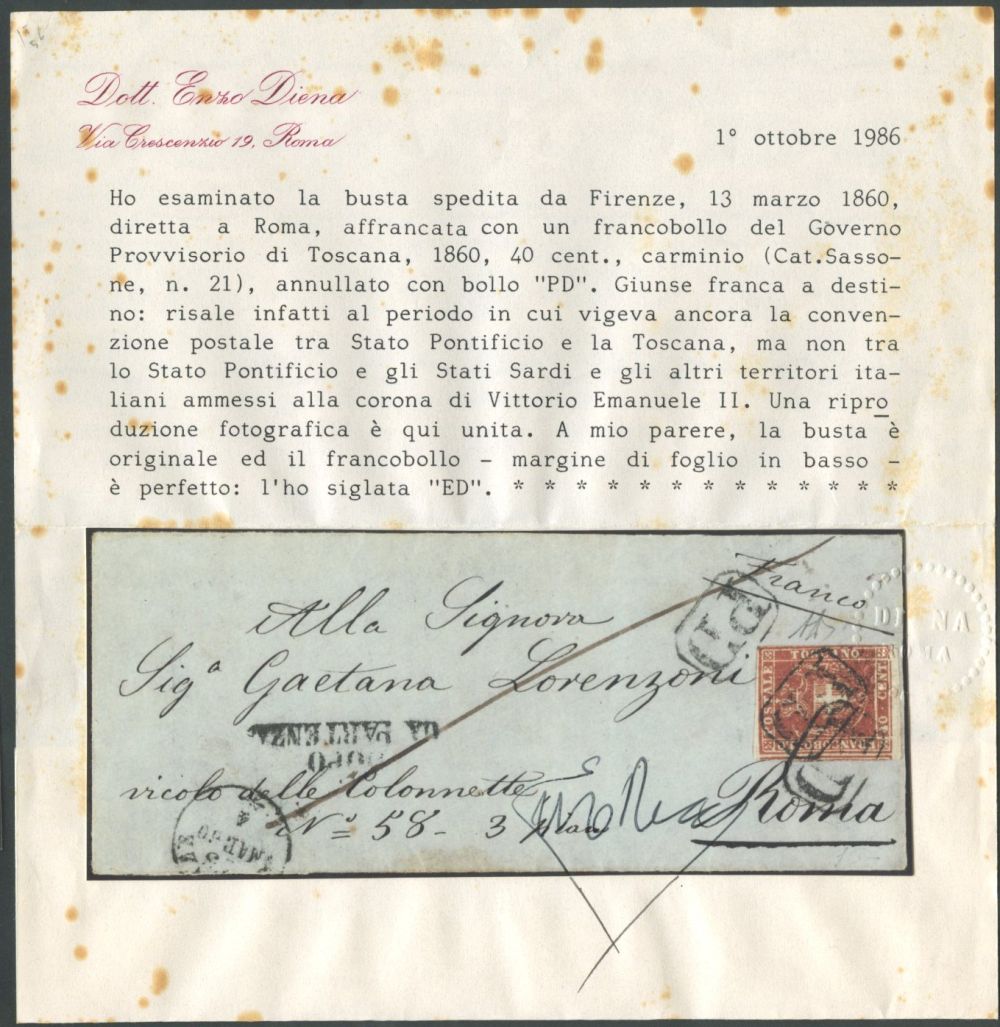 Dott. Enzo Diena
Via Crescenzio 19, Roma
1° ottobre 1986
Ho esaminato la busta spedita da Firenze, 13 marzo 1860,
diretta a Roma, affrancata con un francobollo del Governo
Provvisorio di Toscana, 1860, 40 cent., carminio (Cat.Sasso-
ne, n. 21), annullato con bollo "PD". Giunse franca a desti-
no: risale infatti al periodo in cui vigeva ancora la conven-
zione postale tra Stato Pontificio e la Toscana, ma non tra
lo Stato Pontificio e gli Stati Sardi e gli altri territori ita-
liani ammessi alla corona di Vittorio Emanuele II. Una ripro
duzione fotografica è qui unita. A mio parere, la busta è
originale ed il francobollo - margine di foglio in basso -
è perfetto: l'ho siglata "ED". * * * * * * * * * * * * *
Franco
Alla Signora
Sigª Gaetana Lorenzoni
DOPO
LA PARTENZA
vicolo delle Colonnette
Nº 58- 3
Roma